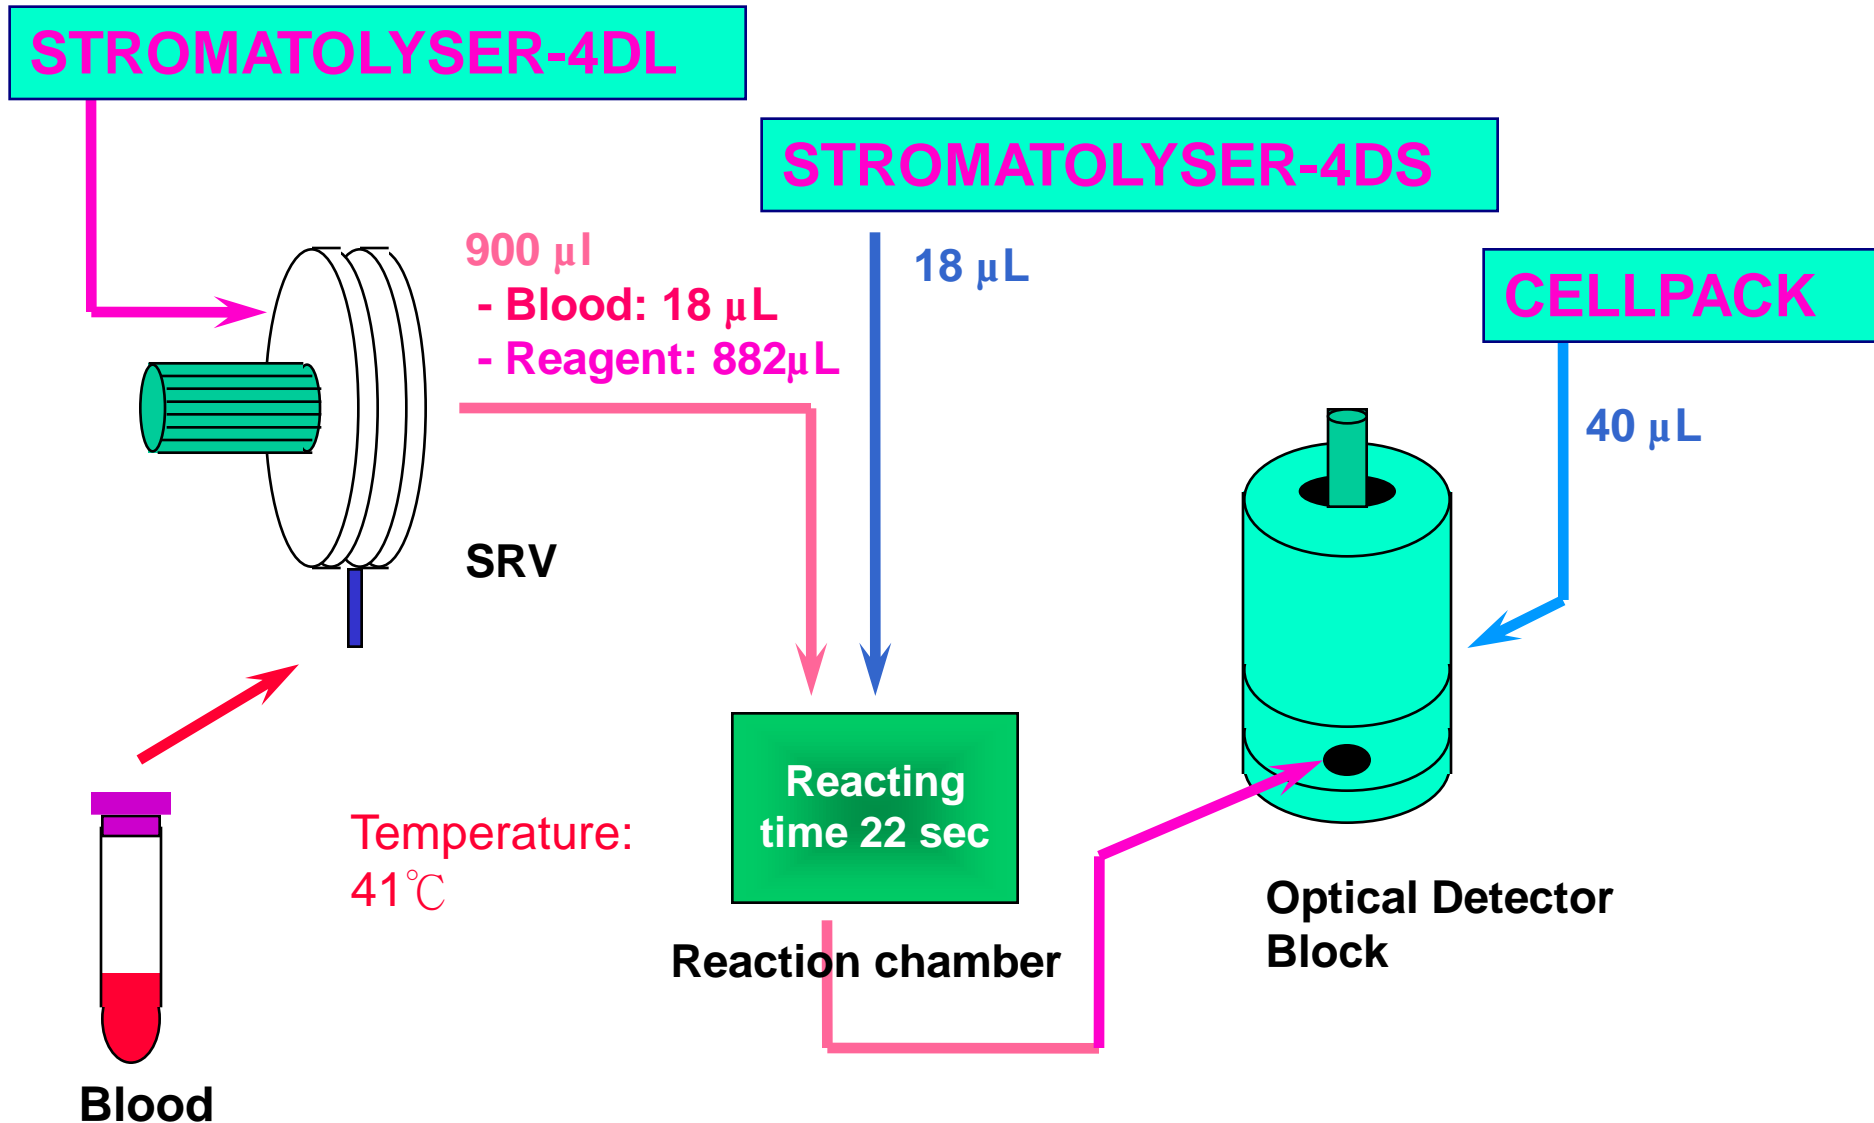 STROMATOLYSER-4DL
STROMATOLYSER-4DS
900 μl
- Blood: 18 μL
- Reagent: 882μL
18 μL
CELLPACK
40 μL
SRV
Reacting
time 22 sec
Temperature:
41℃
Optical Detector
Block
Reaction chamber
Blood